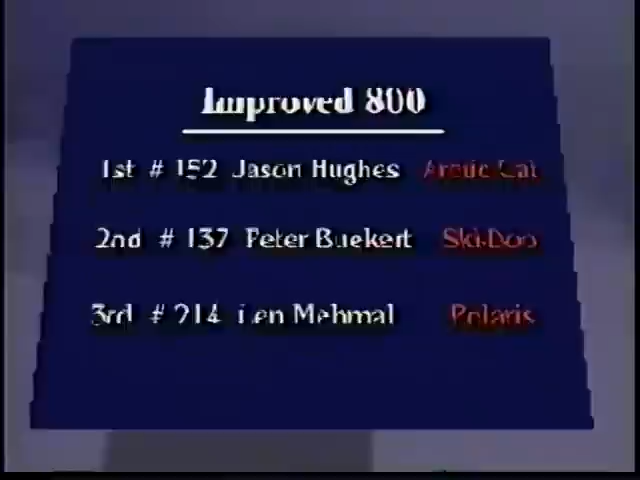 Improved 800
1st # 152 Jason Hughes Arctic Cat
2nd # 137 Peter Buekert Ski-Doo
3rd # 214 Len Mehmal Polaris